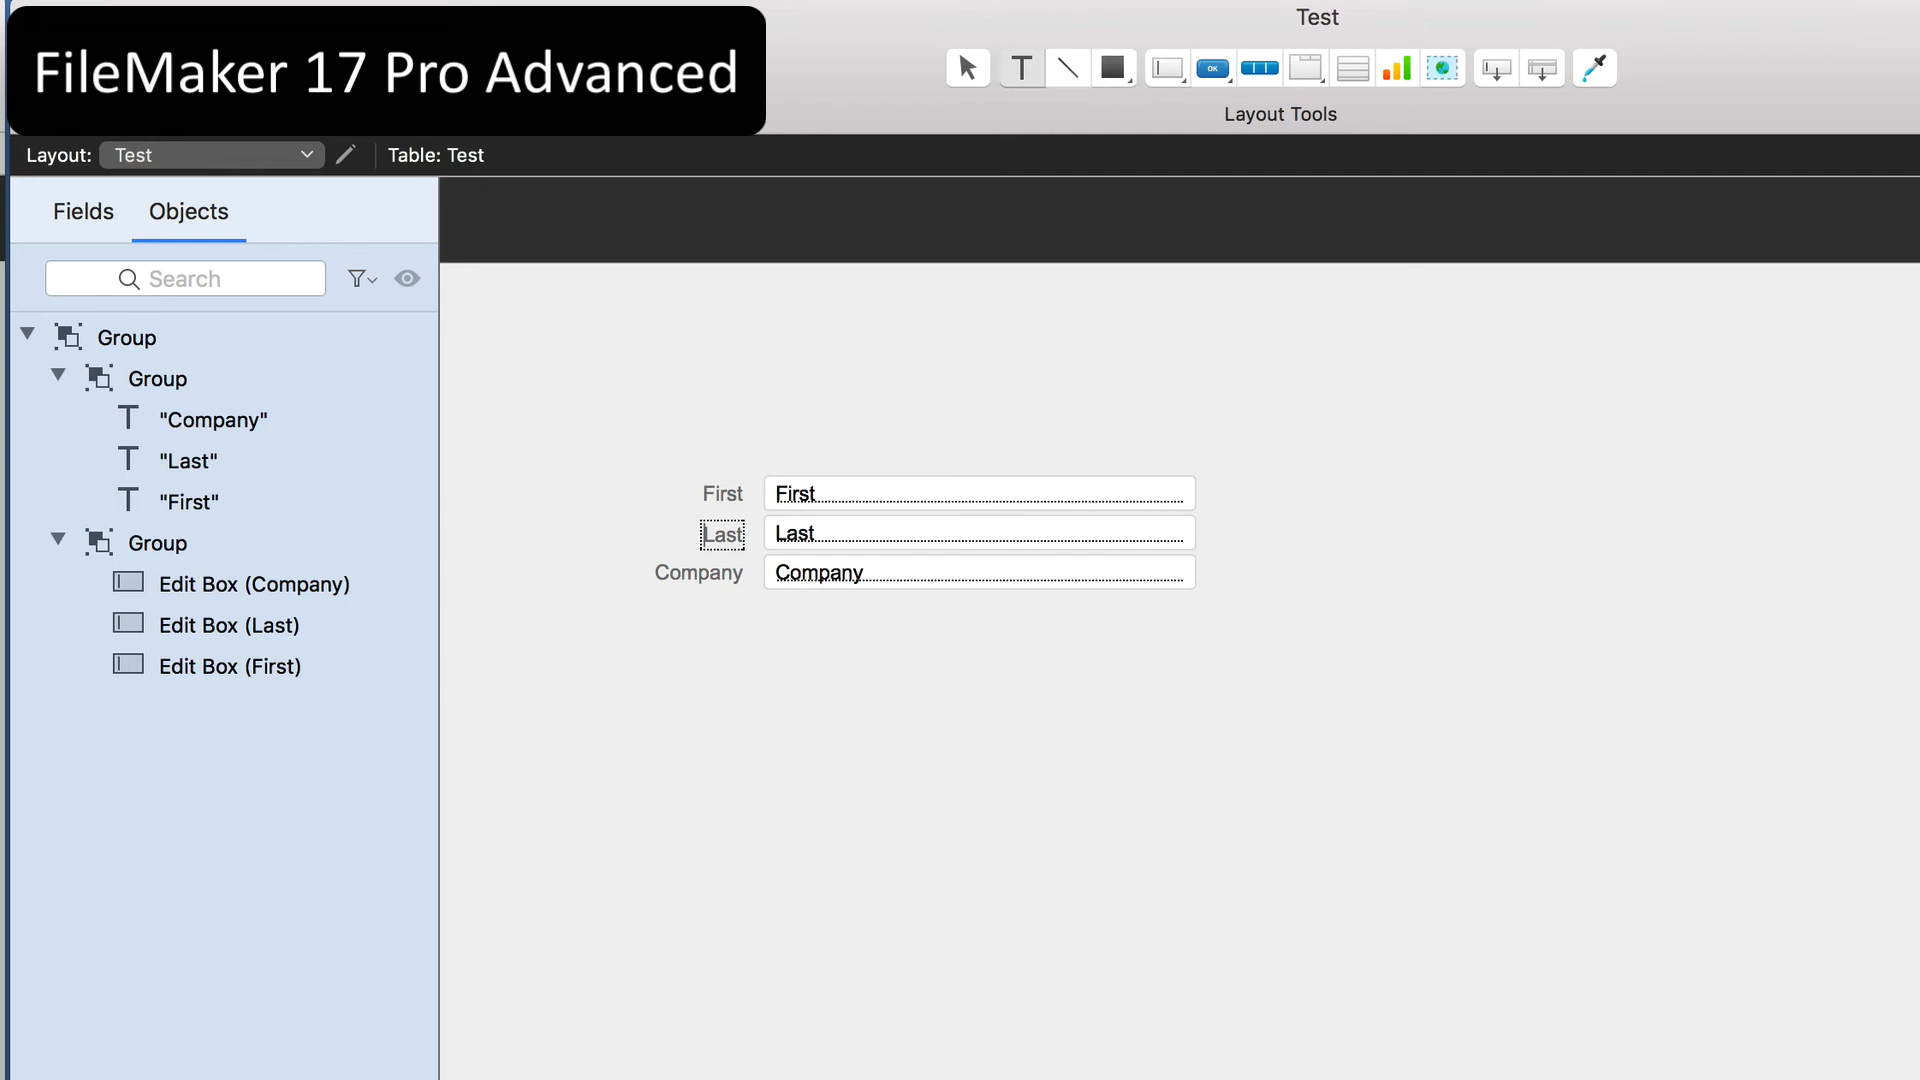 FileMaker 17 Pro Advanced
Test
OK
Layout Tools
Layout: Test
Table: Test
Fields Objects
Search
Group
Group
"Company"
"Last"
"First"
Group
Edit Box (Company)
Edit Box (Last)
Edit Box (First)
First First
Last Last
Company Company